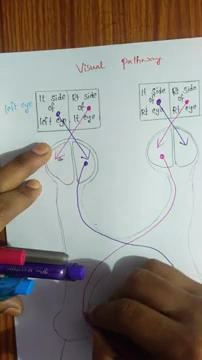 Visual Pathway
left eye
lt side
of
left eye
Rt side
of
lt eye
lt side
of
Rt eye
Rt side
of
Rt eye